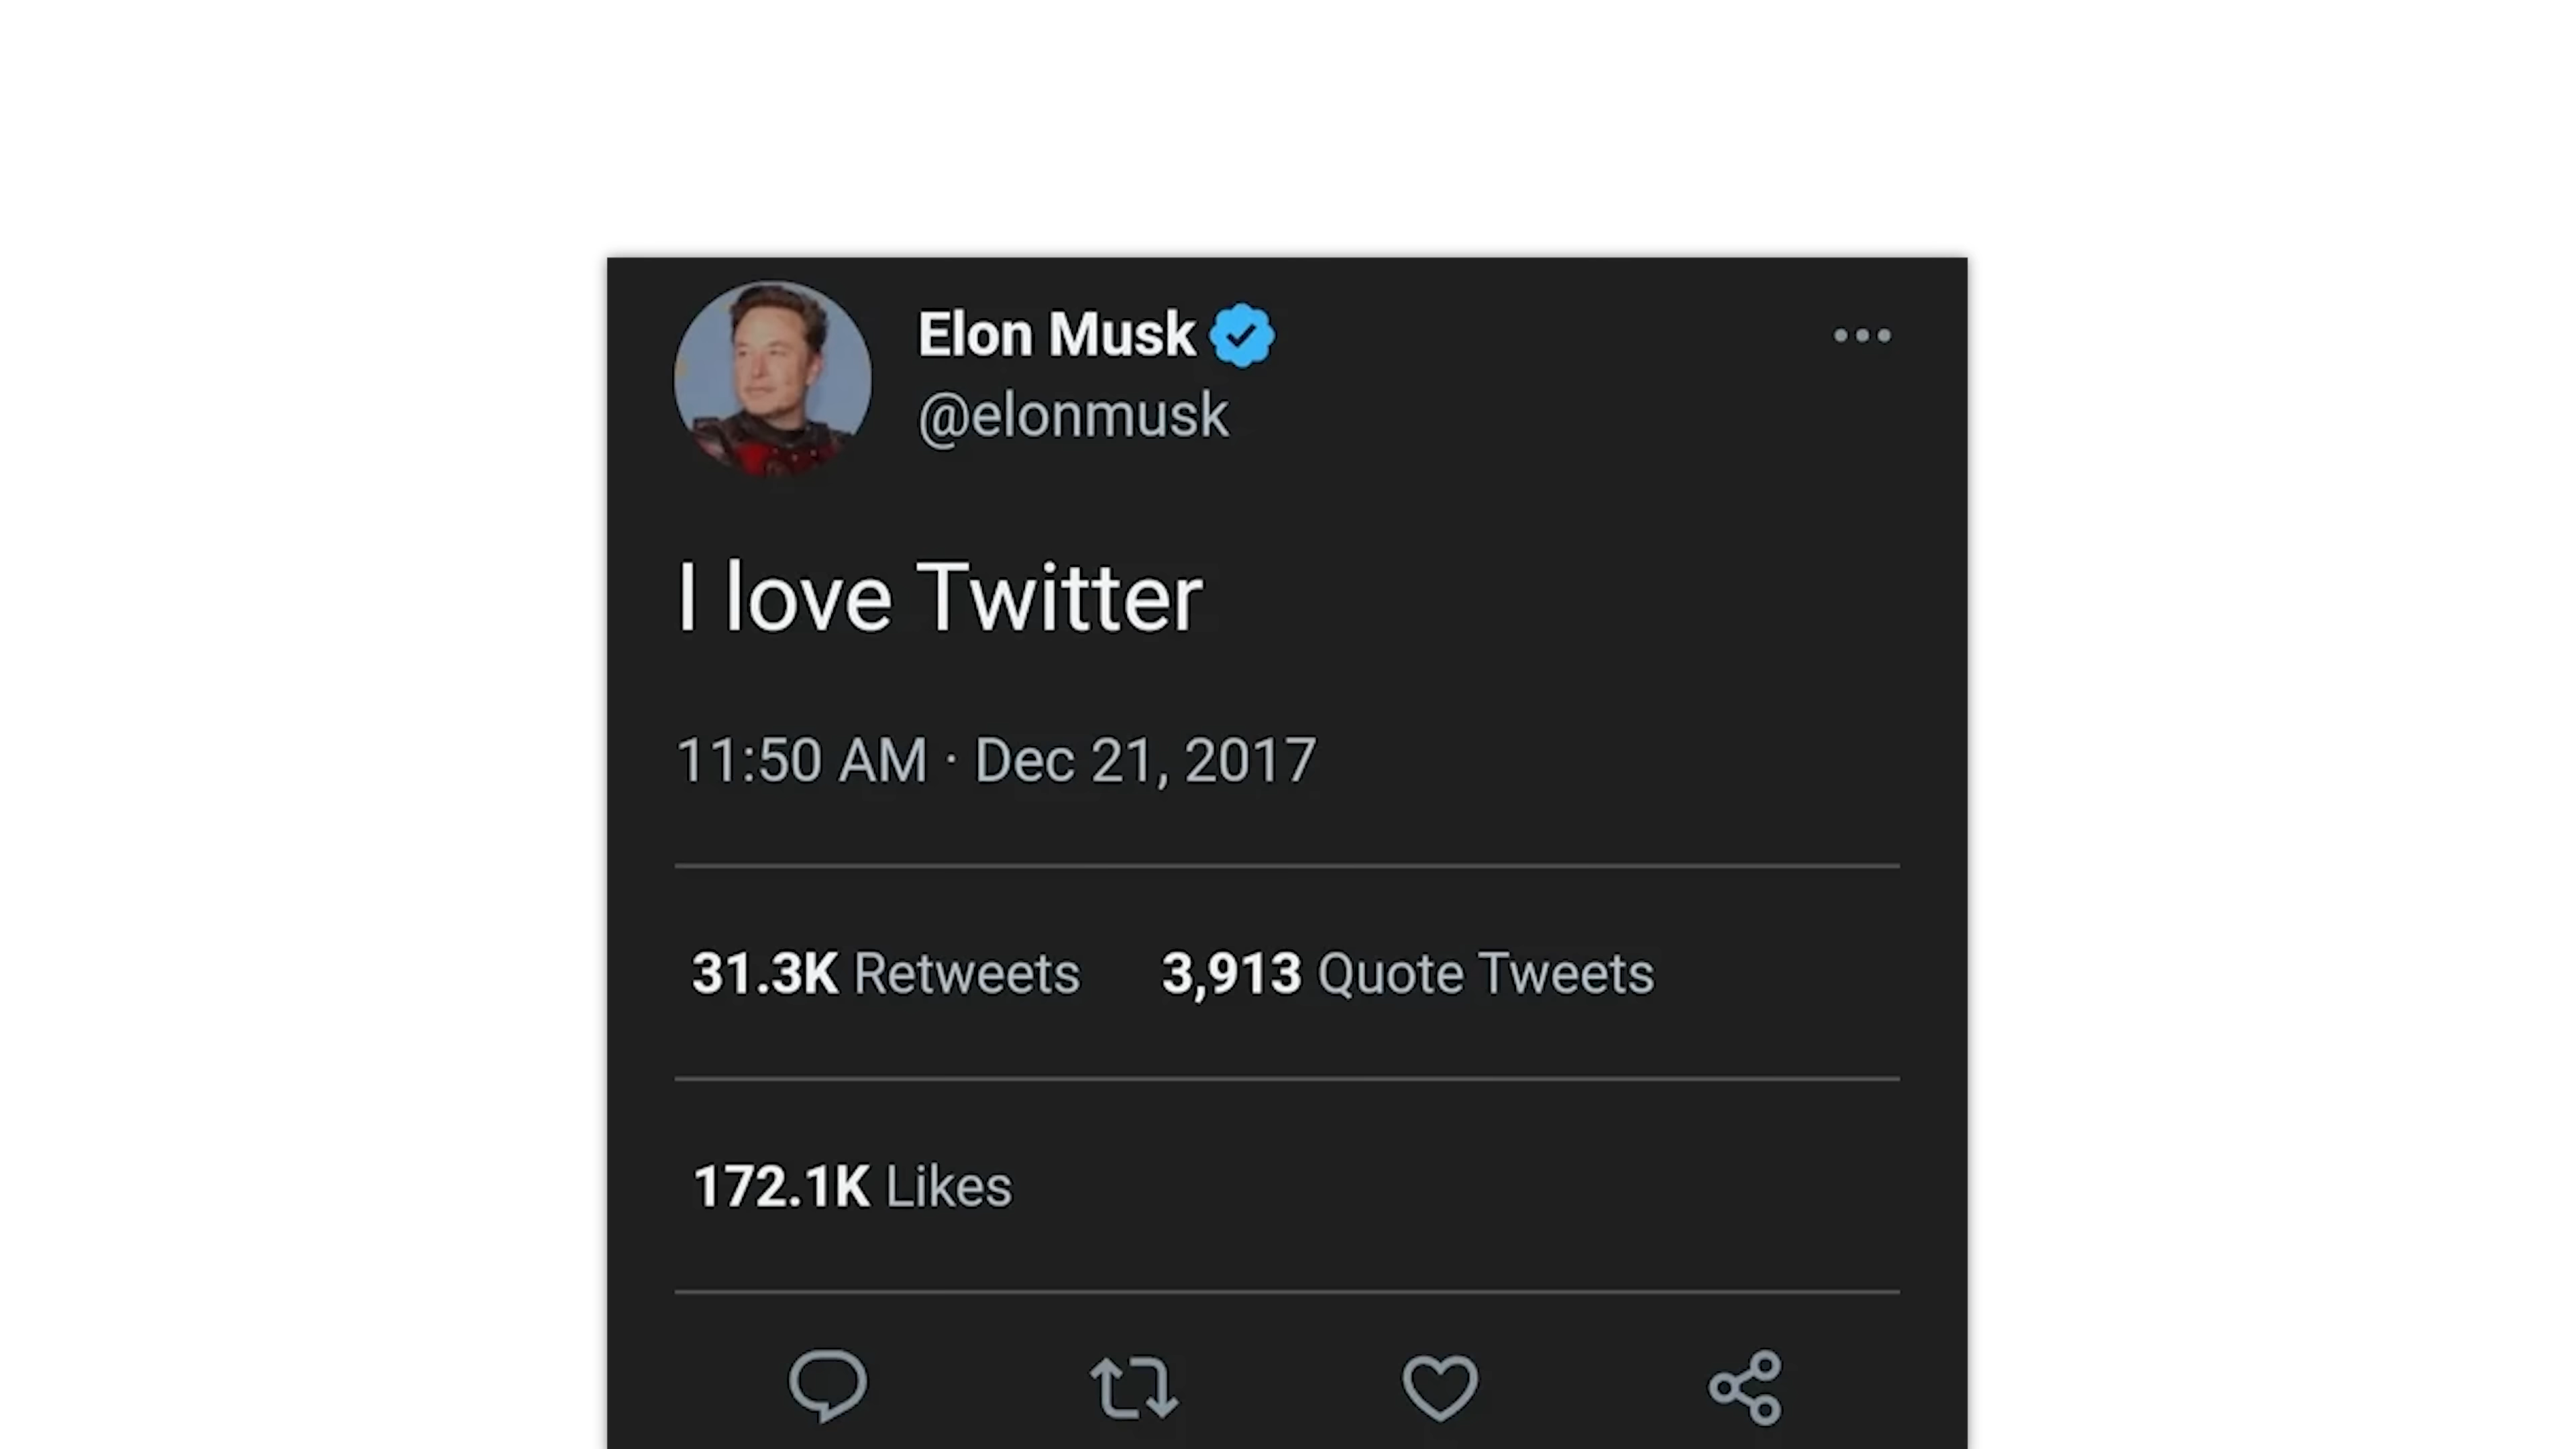 Elon Musk
@elonmusk
I love Twitter
11:50 AM · Dec 21, 2017
31.3K Retweets 3,913 Quote Tweets
172.1K Likes